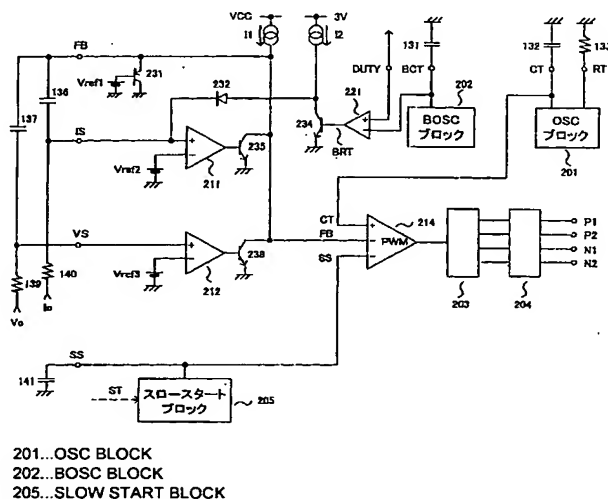 VCC
3V
FB
I1
I2
131
132
133
Vref1
231
136
DUTY
BCT
202
CT
RT
137
232
221
BOSC
ブロック
OSC
ブロック
IS
234
BRT
201
235
Vref2
211
CT
214
FB
PWM
P1
P2
N1
N2
VS
SS
238
212
Vref3
203
204
139
140
Vo
Io
SS
141
ST
スロースタート
ブロック
205
201...OSC BLOCK
202...BOSC BLOCK
205...SLOW START BLOCK